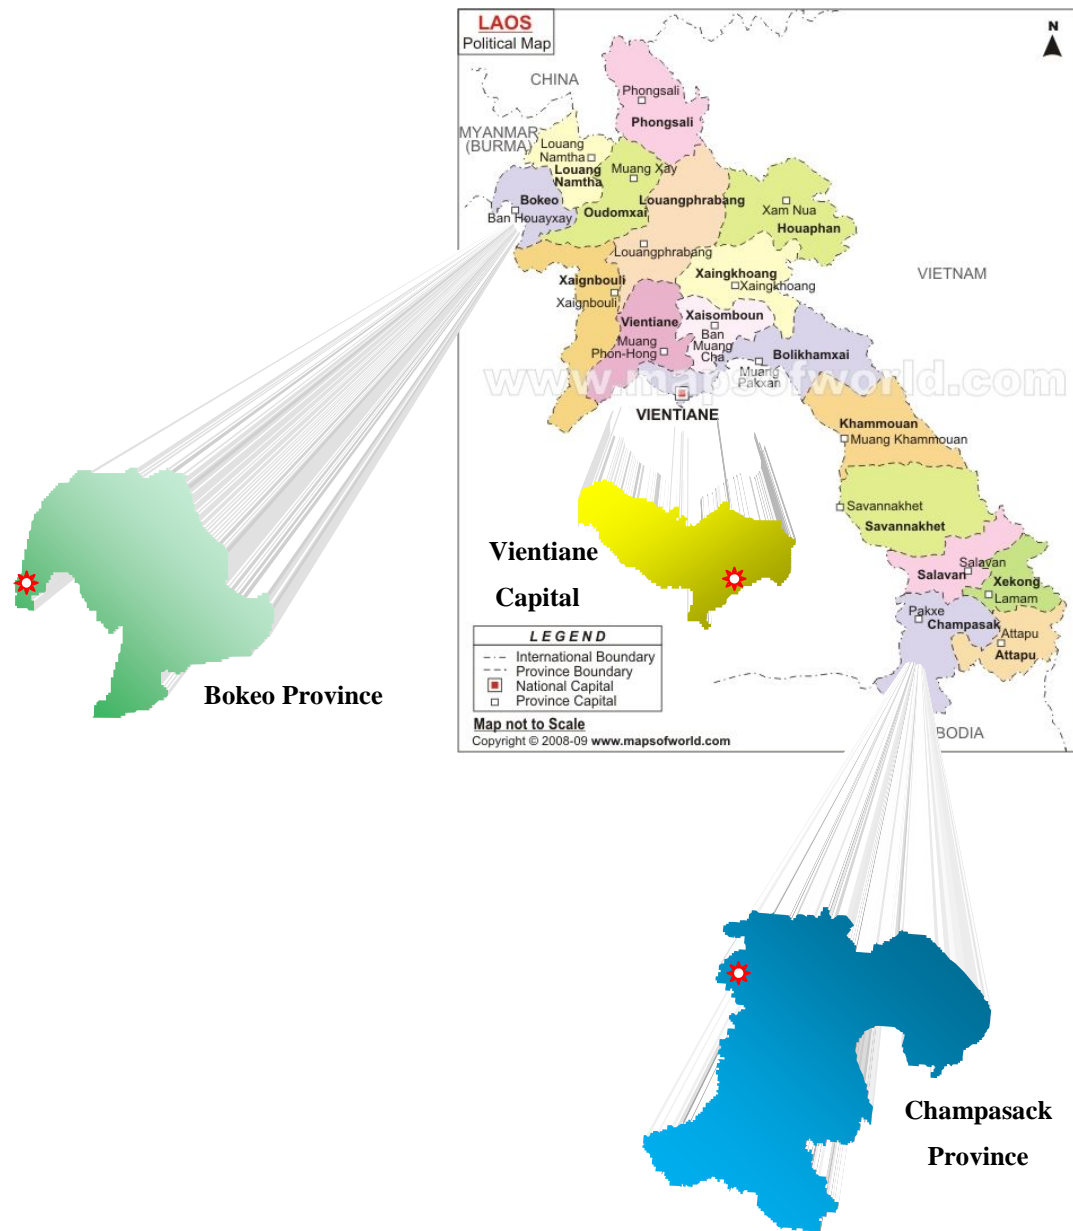 LAOS
Political Map
N
CHINA
MYANMAR
(BURMA)
Phongsali
Phongsali
Louang
Namtha
Louang
Namtha
Muang Xay
Oudomxai
Bokeo
Ban Houayxay
Louangphrabang
Louangphrabang
Xam Nua
Houaphan
VIETNAM
Xaignbouli
Xaignbouli
Xaingkhoang
Xaingkhoang
Vientiane
Muang
Phon-Hong
Xaisomboun
Ban
Muang
Cha
Bolikhamxai
Muang
Pakxan
www.mapsofworld.com
VIENTIANE
Khammouan
Muang Khammouan
Savannakhet
Savannakhet
Salavan
Salavan
Xekong
Lamam
Pakxe
Champasak
Attapu
Attapu
BODIA
Vientiane
Capital
LEGEND
International Boundary
Province Boundary
National Capital
Province Capital
Map not to Scale
Copyright © 2008-09 www.mapsofworld.com
Bokeo Province
Champasack
Province